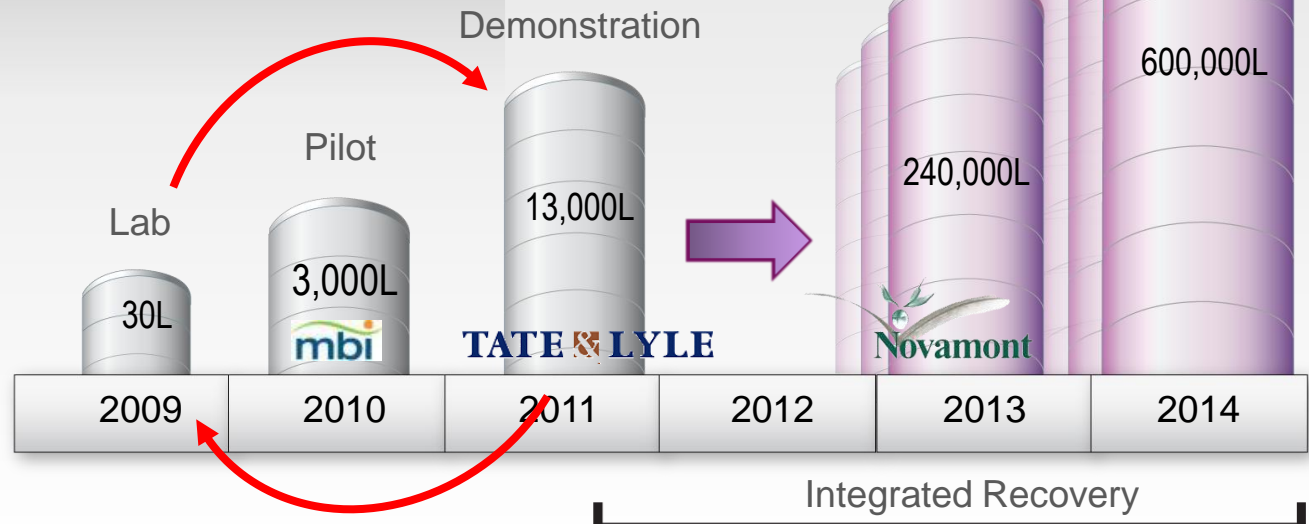 Demonstration
Pilot
Lab
30L
3,000L
mbi
13,000L
TATE & LYLE
240,000L
Novamont
600,000L
2009
2010
2011
2012
2013
2014
Integrated Recovery